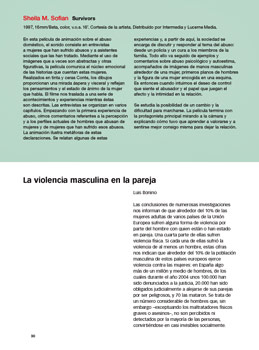 Sheila M. Sofian   Survivors
1997, 16mm/Beta, color, v.o.s. 16'. Cortesía de la artista, Distribuido por Intermedia y Lucerna Media,
En esta película de animación sobre el abuso
doméstico, el sonido consiste en entrevistas
a mujeres que han sufrido abusos y a asistentes
sociales que las han tratado. Mediante el uso de
imágenes que a veces son abstractas y otras
figurativas, la película comunica el núcleo emocional
de las historias que cuentan estas mujeres.
Realizados en tinta y ceras Conté, los dibujos
proporcionan una mirada áspera y visceral y reflejan
los pensamientos y el estado de ánimo de la mujer
que habla. El filme nos traslada a una serie de
acontecimientos y experiencias mientras éstas
son descritas. Las entrevistas se organizan en varios
capítulos. Empezando con la primera experiencia de
abuso, oímos comentarios referentes a la percepción
y a los perfiles actuales de hombres que abusan de
mujeres y de mujeres que han sufrido esos abusos.
La animación ilustra metáforas de estas
declaraciones. Se relatan algunas de estas
experiencias y, a partir de aquí, la sociedad se
encarga de discutir y responder al tema del abuso
desde un policía y un cura a los miembros de la
familia. Todo ello va seguido de ejemplos y
comentarios sobre abuso psicológico y autoestima,
acompañados de imágenes de manos masculinas
alrededor de una mujer, primeros planos de hombres
y la figura de una mujer encogida en una esquina.
Es entonces cuando intuimos el deseo de control
que siente el abusador y el papel que juegan el
afecto y la intimidad en la relación.
Se estudia la posibilidad de un cambio y la
dificultad para marcharse. La película termina con
la protagonista principal mirando a la cámara y
explicando cómo tuvo que aprender a valorarse y a
sentirse mejor consigo misma para dejar la relación.
La violencia masculina en la pareja
Luis Bonino
Las conclusiones de numerosas investigaciones
nos informan de que alrededor del 10% de las
mujeres adultas de varios países de la Unión
Europea sufren alguna forma de violencia por
parte del hombre con quien están o han estado
en pareja. Una cuarta parte de ellas sufren
violencia física. Si cada una de ellas sufrió la
violencia de al menos un hombre, estas cifras
nos indican que alrededor del 10% de la población
masculina de estos países europeos ejerce
violencia contra las mujeres: en España algo
más de un millón y medio de hombres, de los
cuales durante el año 2004 unos 100.000 han
sido denunciados a la justicia, 20.000 han sido
obligados judicialmente a alejarse de sus parejas
por ser peligrosos, y 70 las mataron. Se trata de
un número considerable de hombres que, sin
embargo –exceptuando los maltratadores físicos
graves o asesinos–, no son percibidos ni
detectados por la mayoría de las personas,
convirtiéndose en casi invisibles socialmente.